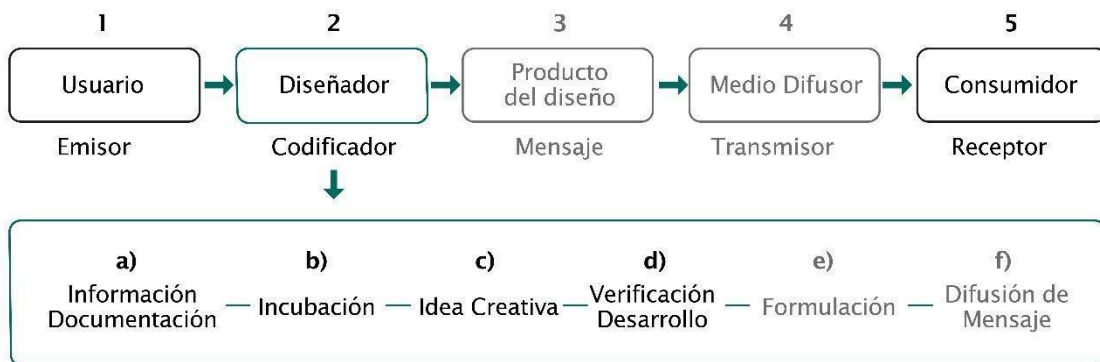 1 2 3 4 5
Usuario Diseñador Producto del diseño Medio Difusor Consumidor
Emisor Codificador Mensaje Transmisor Receptor
a) b) c) d) e) f)
Información Documentación Incubación Idea Creativa Verificación Desarrollo Formulación Difusión de Mensaje